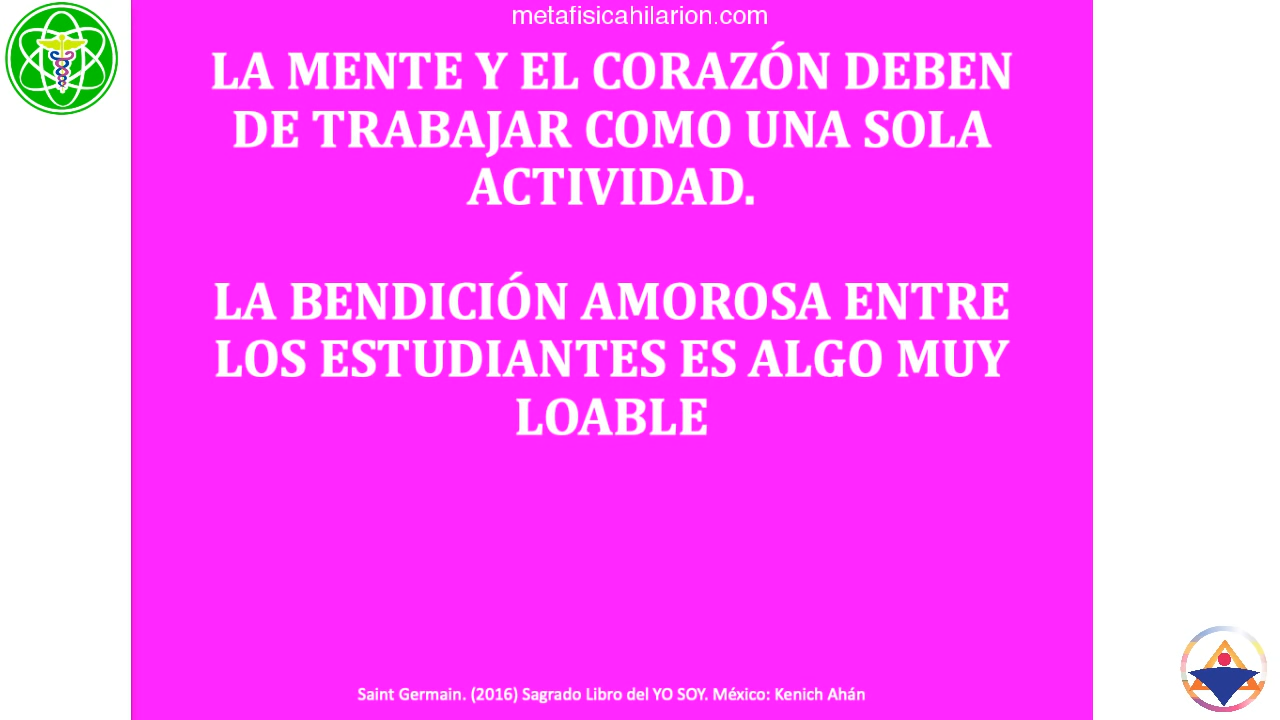 metafisicahilarion.com
LA MENTE Y EL CORAZÓN DEBEN
DE TRABAJAR COMO UNA SOLA
ACTIVIDAD.
LA BENDICIÓN AMOROSA ENTRE
LOS ESTUDIANTES ES ALGO MUY
LOABLE
Saint Germain. (2016) Sagrado Libro del YO SOY. México: Kenich Ahán